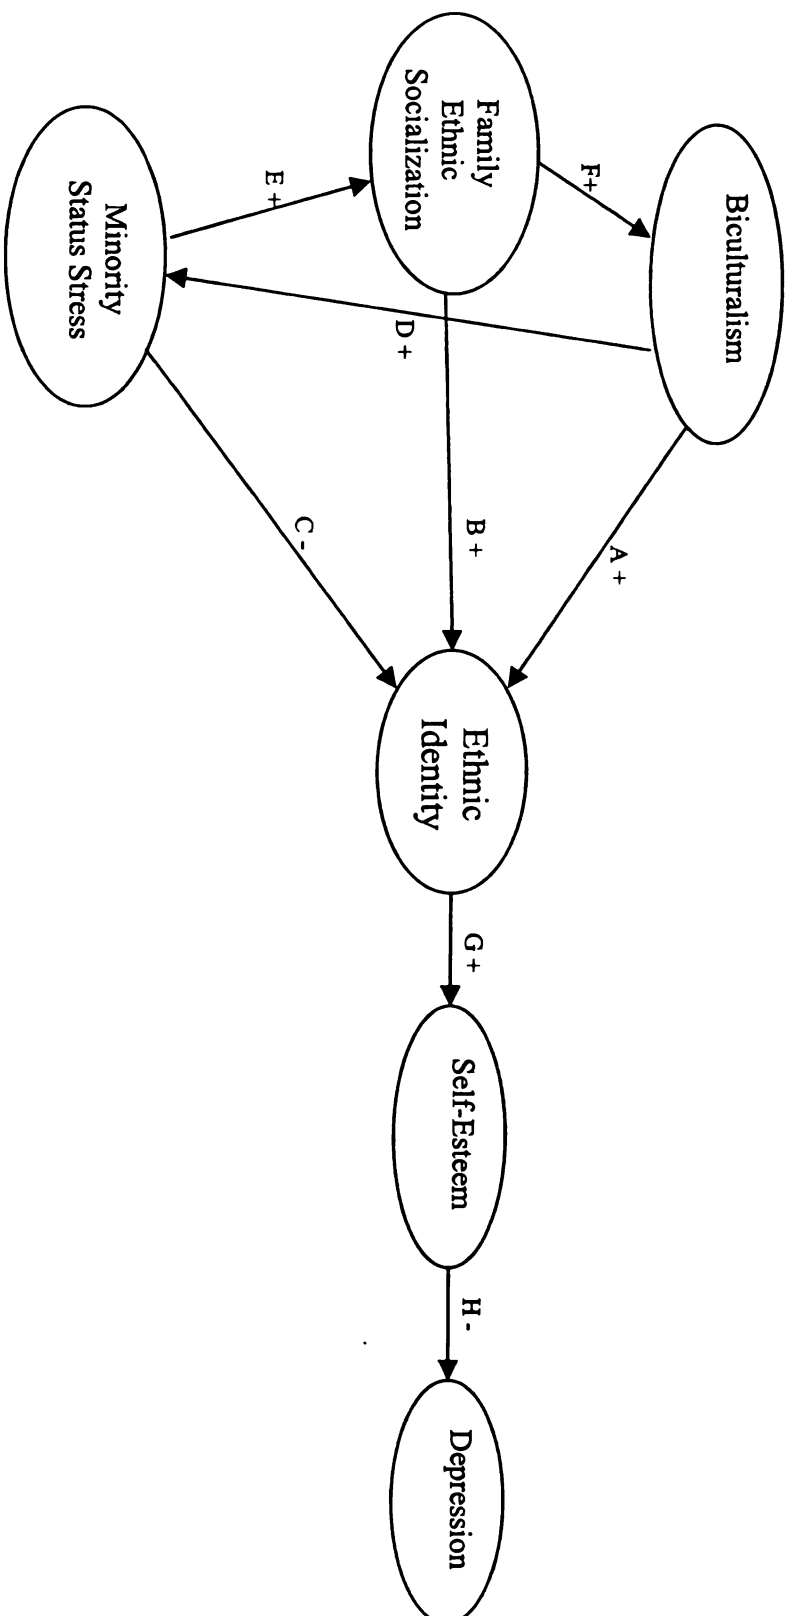 Biculturalism
A +
F+
D +
Family
Ethnic
Socialization
B +
Ethnic
Identity
G +
Self-Esteem
H -
Depression
E +
C -
Minority
Status Stress